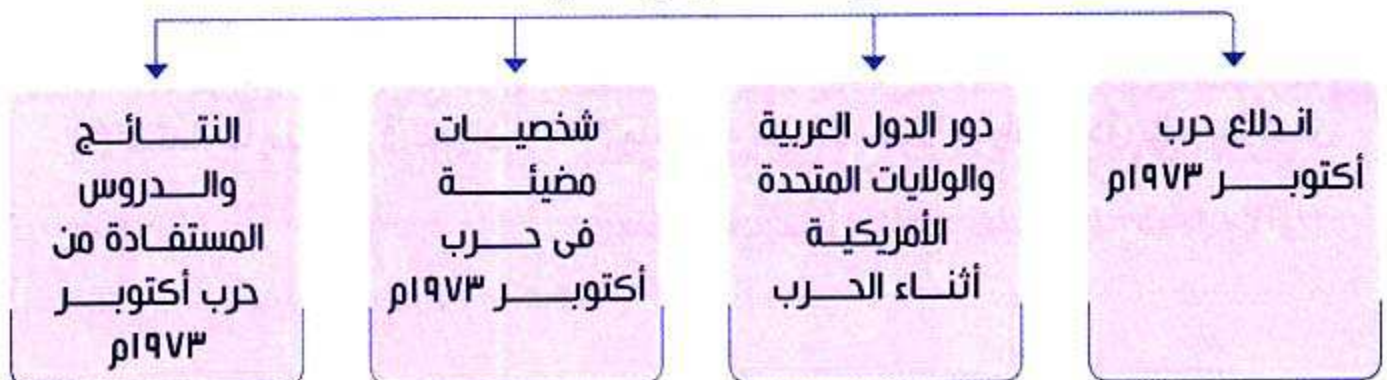 اندلاع حرب
أكتوبر ١٩٧٣م
دور الدول العربية
والولايات المتحدة
الأمريكية
أثناء الحرب
شخصيات
مضيئة
فى حرب
أكتوبر ١٩٧٣م
النتائج
والدروس
المستفادة من
حرب أكتوبر
١٩٧٣م